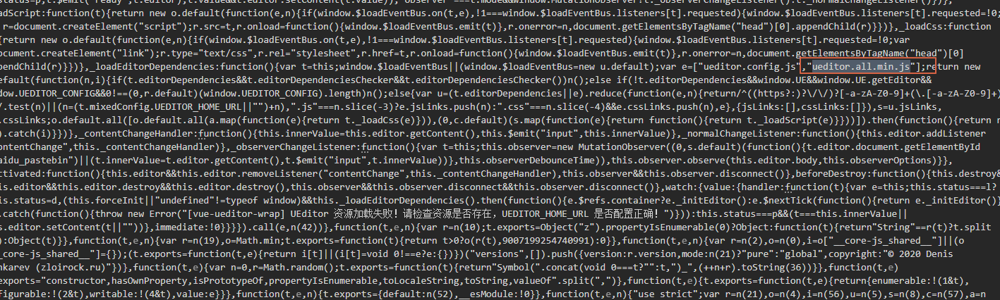 status=p,t.$emit("ready",t.editor),t.value&&t.editor.setContent(t.value)),"observer"===t.mode&&window.MutationObserver?t._observerChangeListener():t._normalChangeListener()})},
adScript:function(t){return new o.default(function(e,n){if(window.$loadEventBus.on(t,e),!1===window.$loadEventBus.listeners[t].requested){window.$loadEventBus.listeners[t].requested=!0;
r=document.createElement("script");r.src=t,r.onload=function(){window.$loadEventBus.emit(t)},r.onerror=n,document.getElementsByTagName("head")[0].appendChild(r)}})},_loadCss:function
{return new o.default(function(e,n){if(window.$loadEventBus.on(t,e),!1===window.$loadEventBus.listeners[t].requested){window.$loadEventBus.listeners[t].requested=!0;var
ocument.createElement("link");r.type="text/css",r.rel="stylesheet",r.href=t,r.onload=function(){window.$loadEventBus.emit(t)},r.onerror=n,document.getElementsByTagName("head")[0]
pendChild(r)}})},_loadEditorDependencies:function(){var t=this;window.$loadEventBus||(window.$loadEventBus=new u.default);var e=["ueditor.config.js","ueditor.all.min.js"];return new
efault(function(n,i){if(t.editorDependencies&&t.editorDependenciesChecker&&t.editorDependenciesChecker())n();else if(!t.editorDependencies&&window.UE&&window.UE.getEditor&&
dow.UEDITOR_CONFIG&&0!==(0,r.default)(window.UEDITOR_CONFIG).length)n();else{var u=(t.editorDependencies||e).reduce(function(e,n){return/^((https?:)?\/\/)?[-a-zA-Z0-9]+(\.[-a-zA-Z0-9]+)
/.test(n)||(n=(t.mixedConfig.UEDITOR_HOME_URL||"")+n),".js"===n.slice(-3)?e.jsLinks.push(n):".css"===n.slice(-4)&&e.cssLinks.push(n),e},{jsLinks:[],cssLinks:[]}),s=u.jsLinks,
.cssLinks;o.default.all([o.default.all(a.map(function(e){return t._loadCss(e)})),(0,c.default)(s.map(function(e){return function(){return t._loadScript(e)}}))]).then(function(){return n
).catch(i)})},_contentChangeHandler:function(){this.innerValue=this.editor.getContent(),this.$emit("input",this.innerValue)},_normalChangeListener:function(){this.editor.addListener
ontentChange",this._contentChangeHandler)},_observerChangeListener:function(){var t=this;this.observer=new MutationObserver((0,s.default)(function(){t.editor.document.getElementById
aidu_pastebin")||(t.innerValue=t.editor.getContent(),t.$emit("input",t.innerValue))},this.observerDebounceTime)),this.observer.observe(this.editor.body,this.observerOptions)}},
activated:function(){this.editor&&this.editor.removeListener("contentChange",this._contentChangeHandler),this.observer&&this.observer.disconnect()},beforeDestroy:function(){this.destroy&
is.editor&&this.editor.destroy&&this.editor.destroy(),this.observer&&this.observer.disconnect&&this.observer.disconnect()},watch:{value:{handler:function(t){var e=this;this.status===l?
his.status=d,(this.forceInit||"undefined"!=typeof window)&&this._loadEditorDependencies().then(function(){e.$refs.container?e._initEditor():e.$nextTick(function(){return e._initEditor()
.catch(function(){throw new Error("[vue-ueditor-wrap] UEditor 资源加载失败！请检查资源是否存在，UEDITOR_HOME_URL 是否配置正确！")})):this.status===p&&(t===this.innerValue||
s.editor.setContent(t||""))},immediate:!0}}}}).call(e,n(42))},function(t,e,n){var r=n(10);t.exports=Object("z").propertyIsEnumerable(0)?Object:function(t){return"String"==r(t)?t.split
):Object(t)}},function(t,e,n){var r=n(19),o=Math.min;t.exports=function(t){return t>0?o(r(t),9007199254740991):0}},function(t,e,n){var r=n(2),o=n(0),i=o["__core-js_shared__"]||(o
_core-js_shared__"]={});(t.exports=function(t,e){return i[t]||(i[t]=void 0!==e?e:{})})("versions",[]).push({version:r.version,mode:n(21)?"pure":"global",copyright:"© 2020 Denis
hkarev (zloirock.ru)"})},function(t,e){var n=0,r=Math.random();t.exports=function(t){return"Symbol(".concat(void 0===t?"":t,")_",(++n+r).toString(36))}},function(t,e)
exports="constructor,hasOwnProperty,isPrototypeOf,propertyIsEnumerable,toLocaleString,toString,valueOf".split(",")},function(t,e){t.exports=function(t,e){return{enumerable:!(1&t),
figurable:!(2&t),writable:!(4&t),value:e}}},function(t,e,n){t.exports={default:n(52),__esModule:!0}},function(t,e,n){"use strict";var r=n(21),o=n(4),i=n(56),u=n(5),s=n(8),c=n(57),a=n